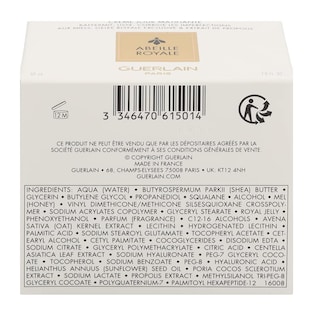 ABEILLE
ROYALE
GUERLAIN
PARIS
12 M
3 346470 615014
CE PRODUIT NE PEUT ÊTRE VENDU QUE PAR LES DÉPOSITAIRES AGRÉÉS PAR LA
SOCIÉTÉ GUERLAIN CONFORMÉMENT À SES CONDITIONS GÉNÉRALES DE VENTE.
© COPYRIGHT GUERLAIN
MADE IN FRANCE
GUERLAIN - 68, CHAMPS-ELYSEES 75008 PARIS - UK: KT12 4NH
GUERLAIN.COM
INGREDIENTS: AQUA (WATER) • BUTYROSPERMUM PARKII (SHEA) BUTTER •
GLYCERIN • BUTYLENE GLYCOL • PROPANEDIOL • SQUALANE • ALCOHOL • MEL
(HONEY) • VINYL DIMETHICONE/METHICONE SILSESQUIOXANE CROSSPOLY-
MER • SODIUM ACRYLATES COPOLYMER • GLYCERYL STEARATE • ROYAL JELLY •
PHENOXYETHANOL • PARFUM (FRAGRANCE) • C12-16 ALCOHOLS • AVENA
SATIVA (OAT) KERNEL EXTRACT • LECITHIN • HYDROGENATED LECITHIN •
PALMITIC ACID • SODIUM STEAROYL GLUTAMATE • TOCOPHERYL ACETATE • CET-
EARYL ALCOHOL • CETYL PALMITATE • COCOGLYCERIDES • DISODIUM EDTA •
SODIUM CITRATE • GLYCERYL POLYMETHACRYLATE • CITRIC ACID • CENTELLA
ASIATICA LEAF EXTRACT • SODIUM HYALURONATE • PEG-7 GLYCERYL COCO-
ATE • TOCOPHEROL • SODIUM BENZOATE • PEG-8 • HYALURONIC ACID •
HELIANTHUS ANNUUS (SUNFLOWER) SEED OIL • PORIA COCOS SCLEROTIUM
EXTRACT • SODIUM LACTATE •
GLYCERYL COCOATE • POLYQUATERNIUM-7 • PALMITOYL HEXAPEPTIDE-12 16008